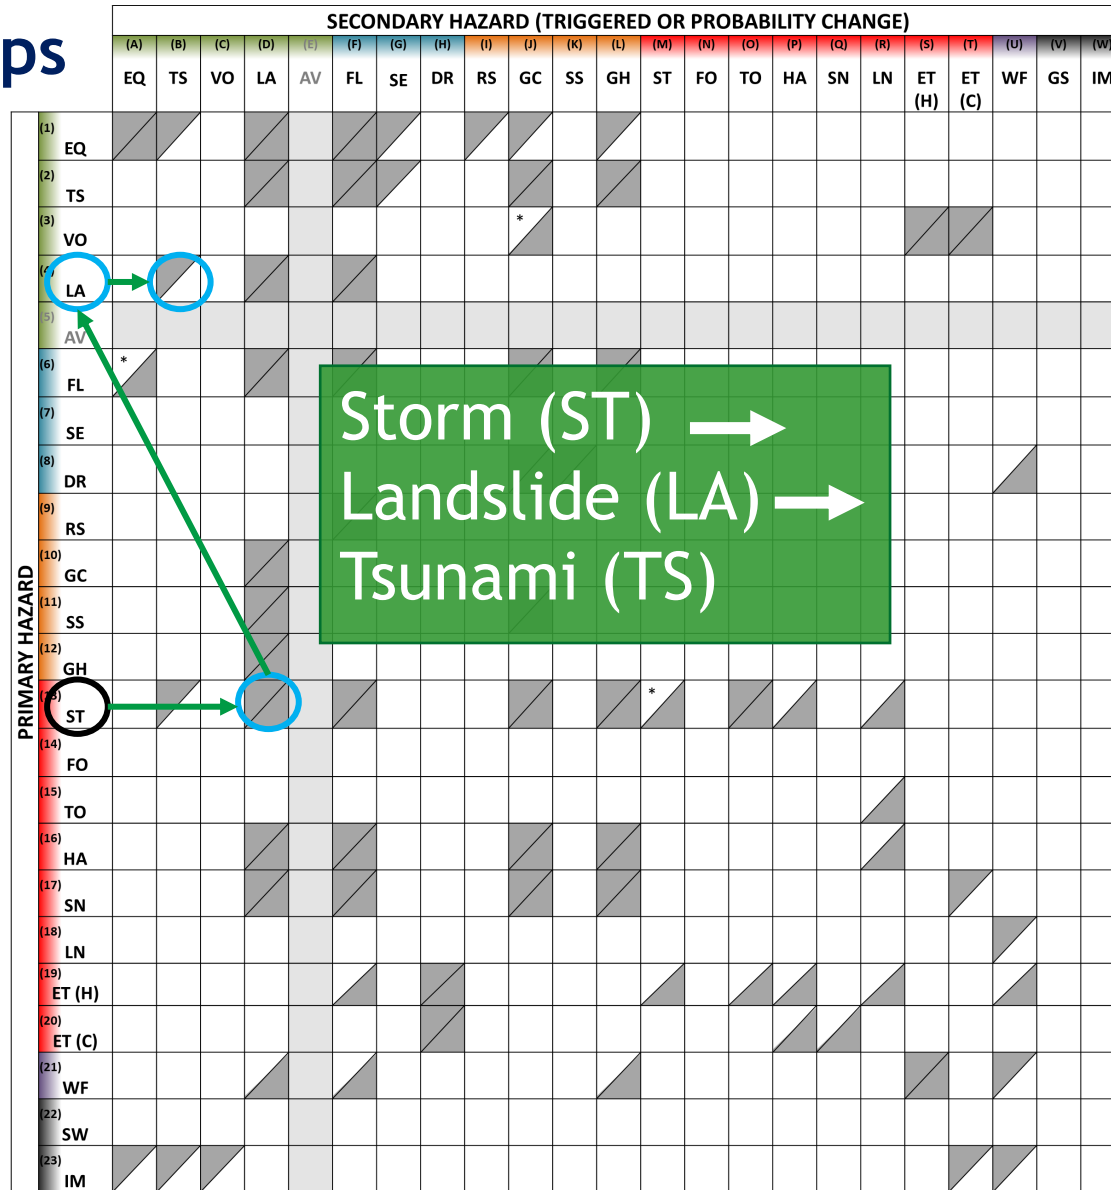 ps
SECONDARY HAZARD (TRIGGERED OR PROBABILITY CHANGE)
(A) (B) (C) (D) (E) (F) (G) (H) (I) (J) (K) (L) (M) (N) (O) (P) (Q) (R) (S) (T) (U) (V) (W)
EQ TS VO LA AV FL SE DR RS GC SS GH ST FO TO HA SN LN ET (H) ET (C) WF GS IM
PRIMARY HAZARD
(1) EQ
(2) TS
(3) VO *
(4) LA
(5) AV
(6) FL *
(7) SE
(8) DR
(9) RS
(10) GC
(11) SS
(12) GH
(13) ST *
(14) FO
(15) TO
(16) HA
(17) SN
(18) LN
(19) ET (H)
(20) ET (C)
(21) WF
(22) SW
(23) IM
Storm (ST)
Landslide (LA)
Tsunami (TS)